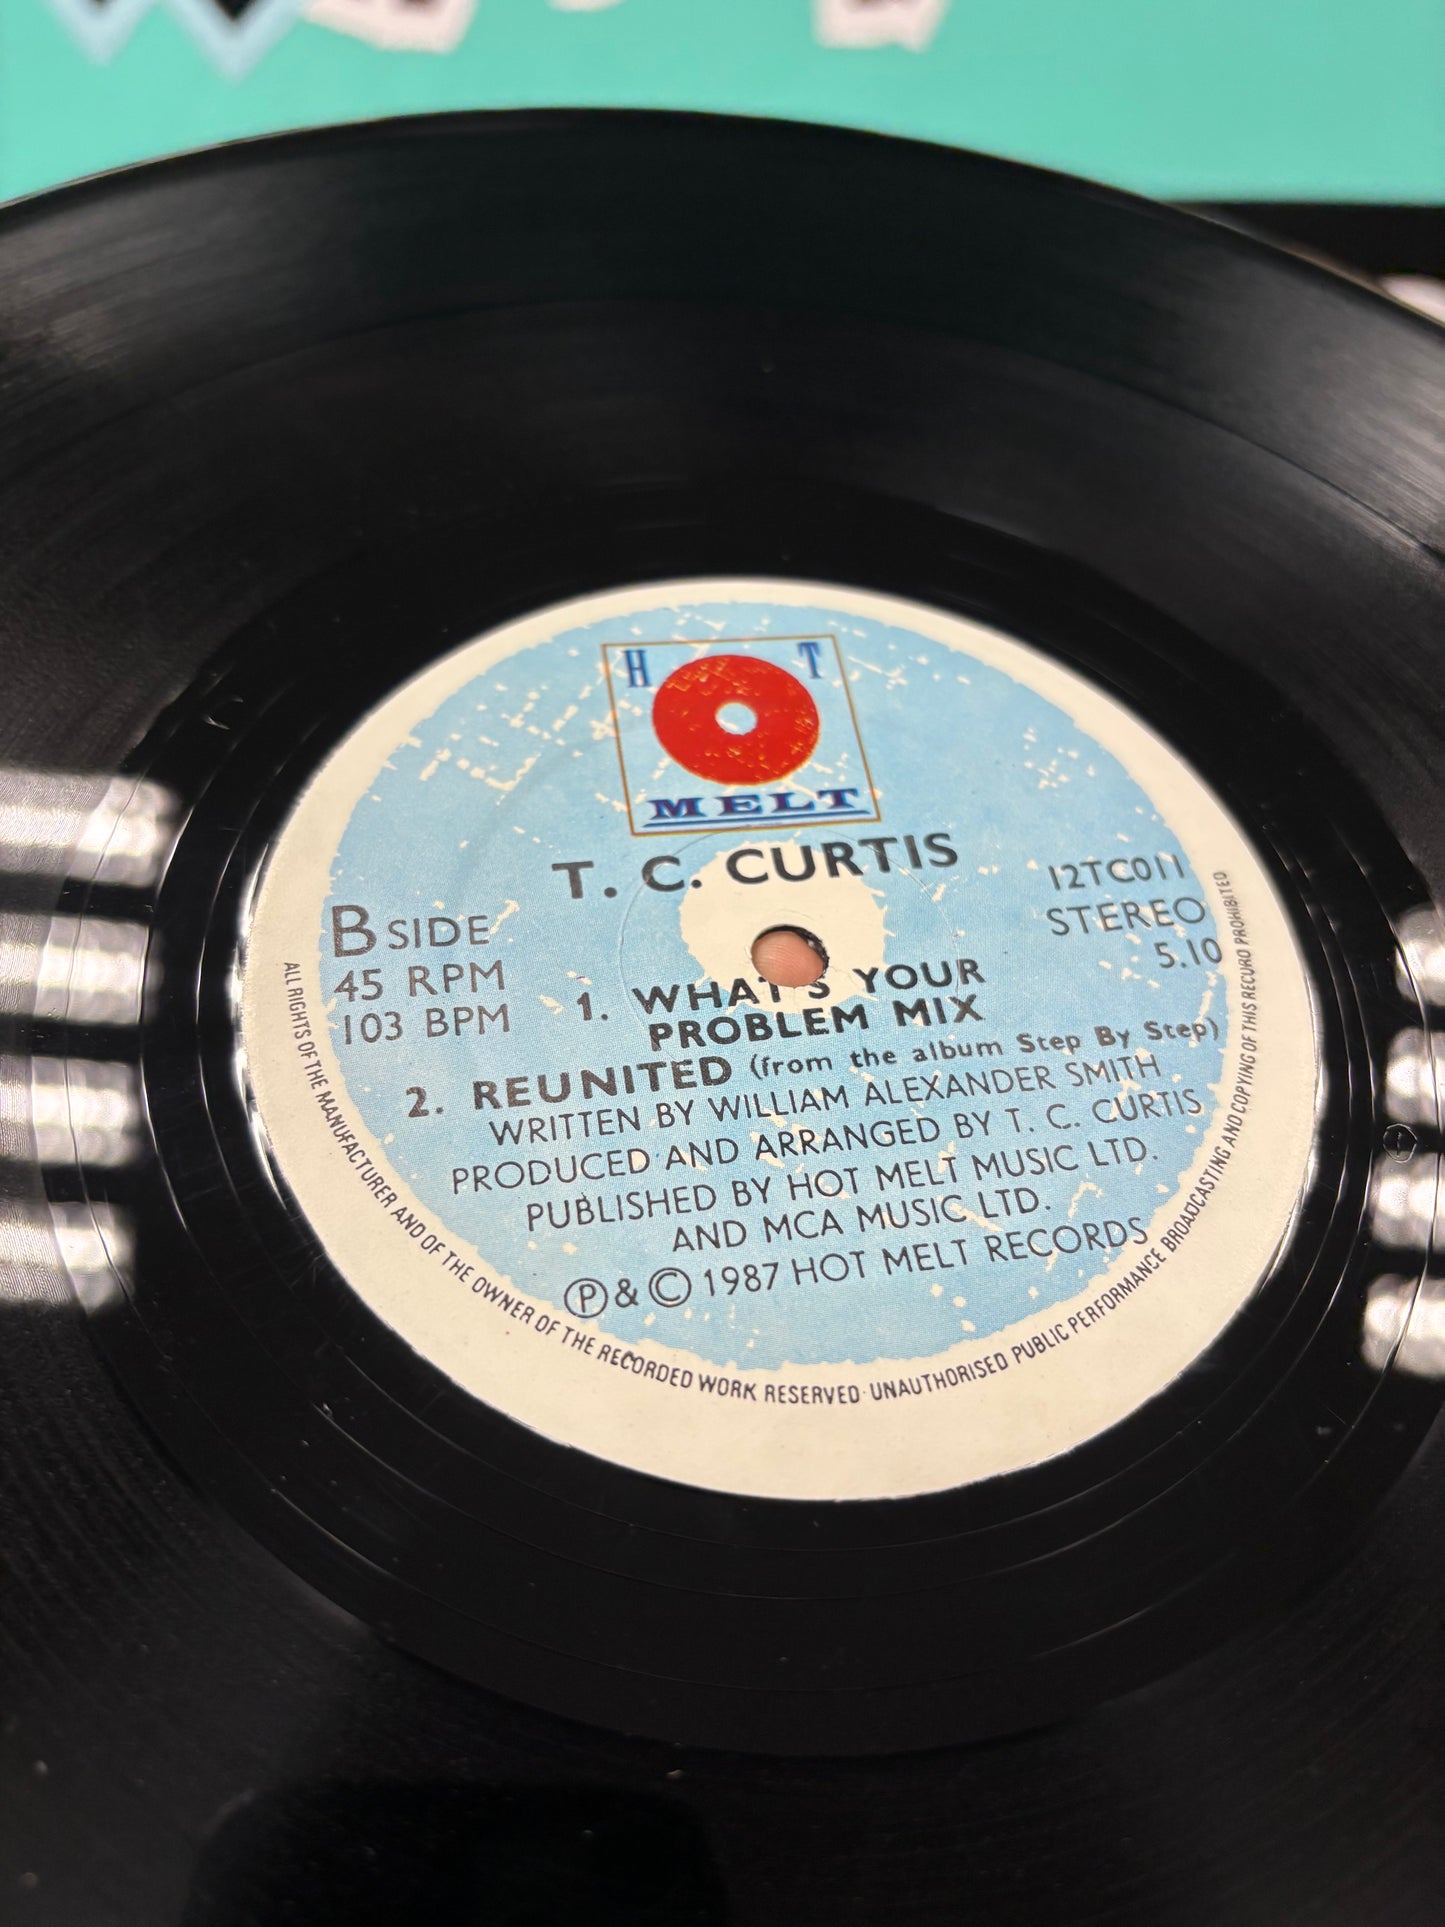 H T
MELT
T. C. CURTIS
B SIDE
45 RPM
103 BPM
12TC011
STEREO
5.10
1. WHAT'S YOUR
PROBLEM MIX
2. REUNITED (from the album Step By Step)
WRITTEN BY WILLIAM ALEXANDER SMITH
PRODUCED AND ARRANGED BY T. C. CURTIS
PUBLISHED BY HOT MELT MUSIC LTD.
AND MCA MUSIC LTD.
Ⓟ & © 1987 HOT MELT RECORDS
ALL RIGHTS OF THE MANUFACTURER AND OF THE OWNER OF THE RECORDED WORK RESERVED · UNAUTHORISED PUBLIC PERFORMANCE BROADCASTING AND COPYING OF THIS RECORD PROHIBITED